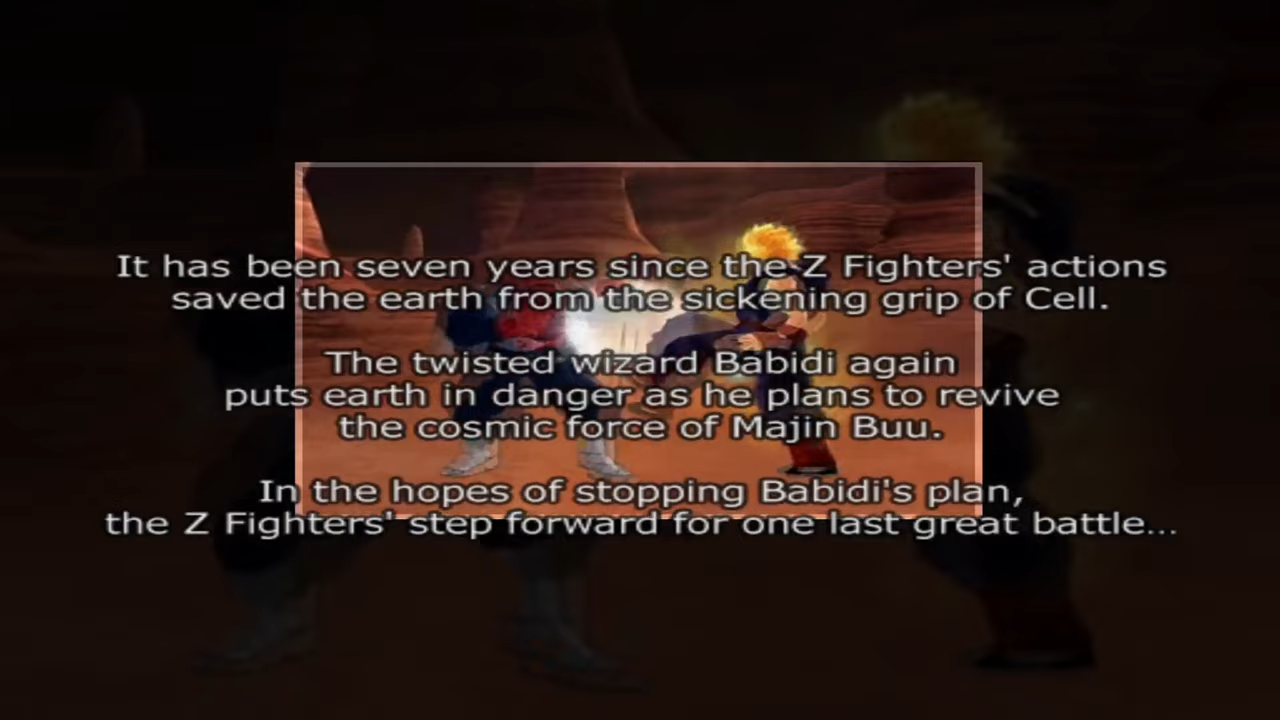 It has been seven years since the Z Fighters' actions
saved the earth from the sickening grip of Cell.
The twisted wizard Babidi again
puts earth in danger as he plans to revive
the cosmic force of Majin Buu.
In the hopes of stopping Babidi's plan,
the Z Fighters' step forward for one last great battle...